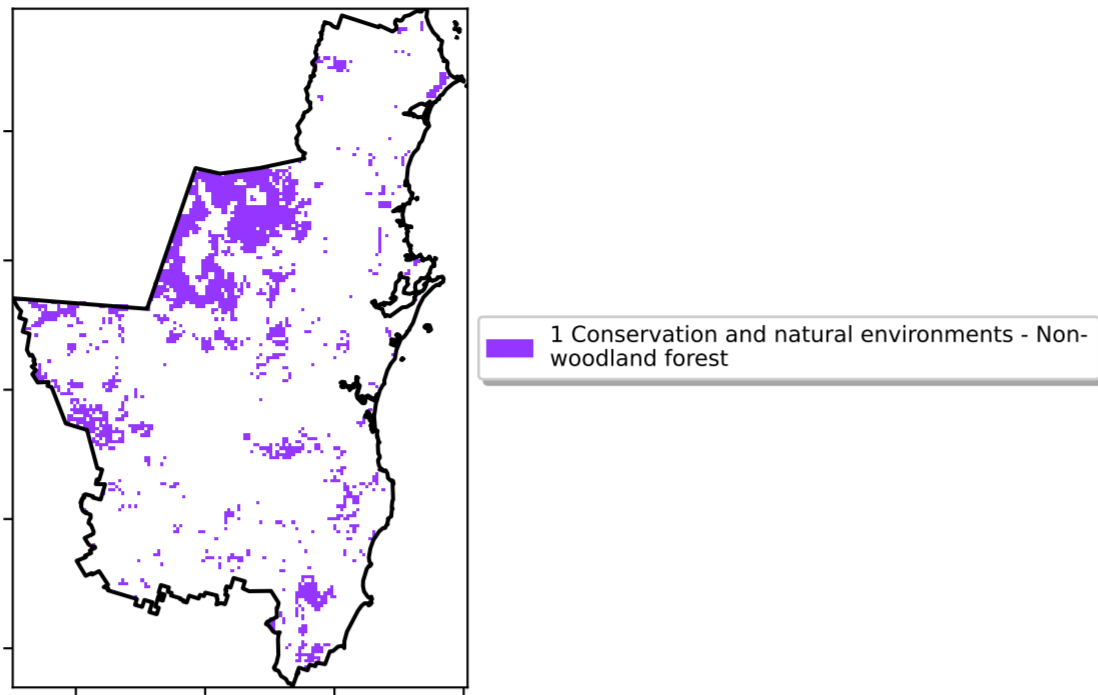 1 Conservation and natural environments - Non-
woodland forest